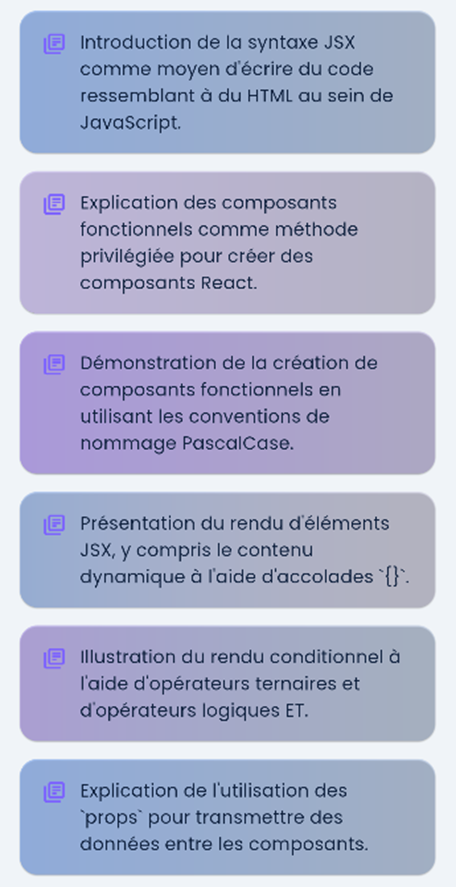 Introduction de la syntaxe JSX
comme moyen d'écrire du code
ressemblant à du HTML au sein de
JavaScript.
Explication des composants
fonctionnels comme méthode
privilégiée pour créer des
composants React.
Démonstration de la création de
composants fonctionnels en
utilisant les conventions de
nommage PascalCase.
Présentation du rendu d'éléments
JSX, y compris le contenu
dynamique à l'aide d'accolades `{}`.
Illustration du rendu conditionnel à
l'aide d'opérateurs ternaires et
d'opérateurs logiques ET.
Explication de l'utilisation des
`props` pour transmettre des
données entre les composants.